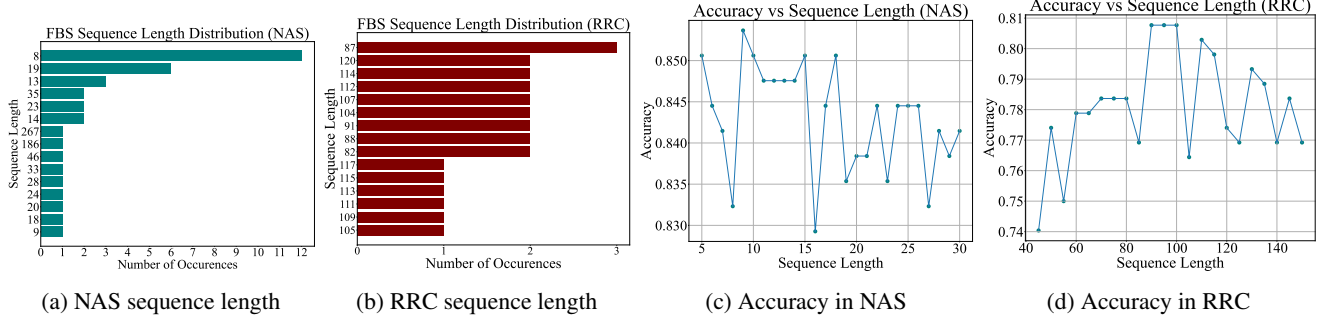 FBS Sequence Length Distribution (NAS)
Sequence Length
8
19
13
35
23
14
267
186
46
33
28
24
20
18
9
0 1 2 3 4 5 6 7 8 9 10 11 12
Number of Occurences
(a) NAS sequence length
FBS Sequence Length Distribution (RRC)
Sequence Length
87
120
114
112
107
104
91
88
82
117
115
113
111
109
105
0 1 2 3
Number of Occurences
(b) RRC sequence length
Accuracy vs Sequence Length (NAS)
Accuracy
0.850
0.845
0.840
0.835
0.830
5 10 15 20 25 30
Sequence Length
(c) Accuracy in NAS
Accuracy vs Sequence Length (RRC)
Accuracy
0.81
0.80
0.79
0.78
0.77
0.76
0.75
0.74
40 60 80 100 120 140
Sequence Length
(d) Accuracy in RRC